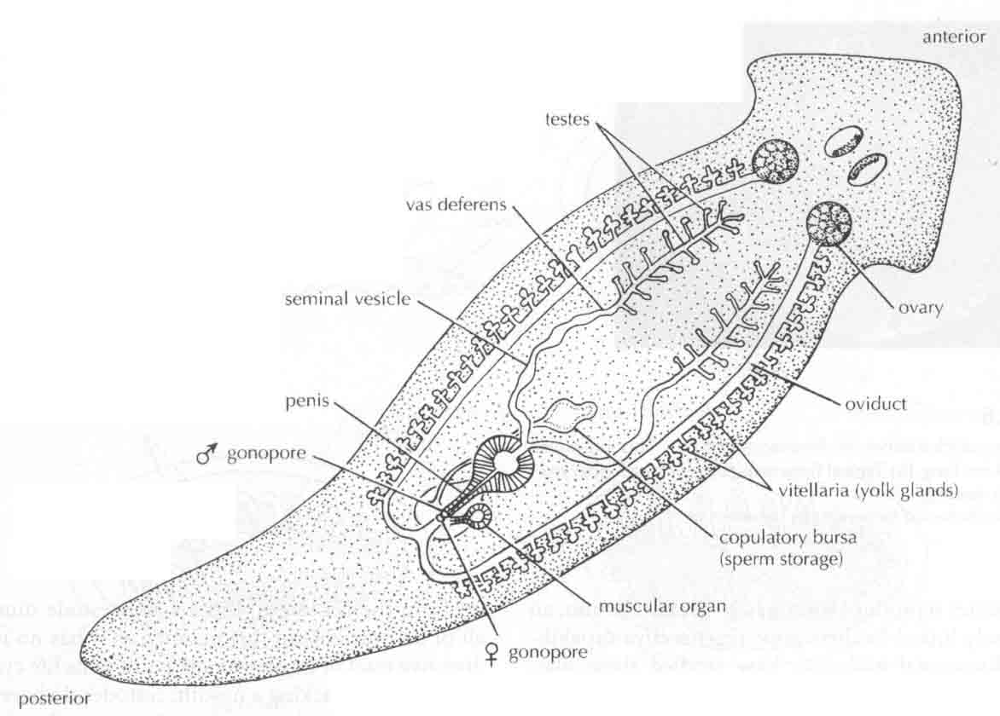 anterior
testes
vas deferens
seminal vesicle
ovary
penis
oviduct
♂ gonopore
vitellaria (yolk glands)
copulatory bursa
(sperm storage)
muscular organ
♀ gonopore
posterior